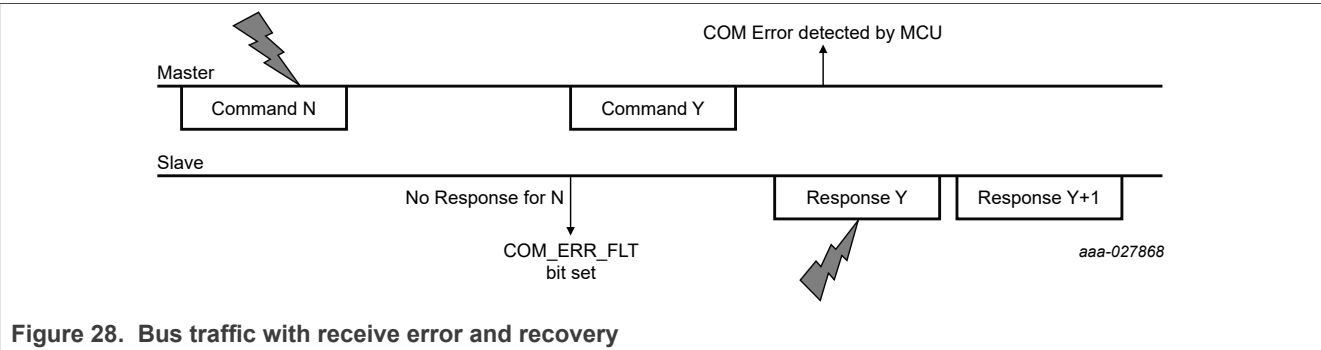 COM Error detected by MCU
Master
Command N
Command Y
Slave
No Response for N
Response Y
Response Y+1
COM_ERR_FLT
bit set
aaa-027868
Figure 28. Bus traffic with receive error and recovery